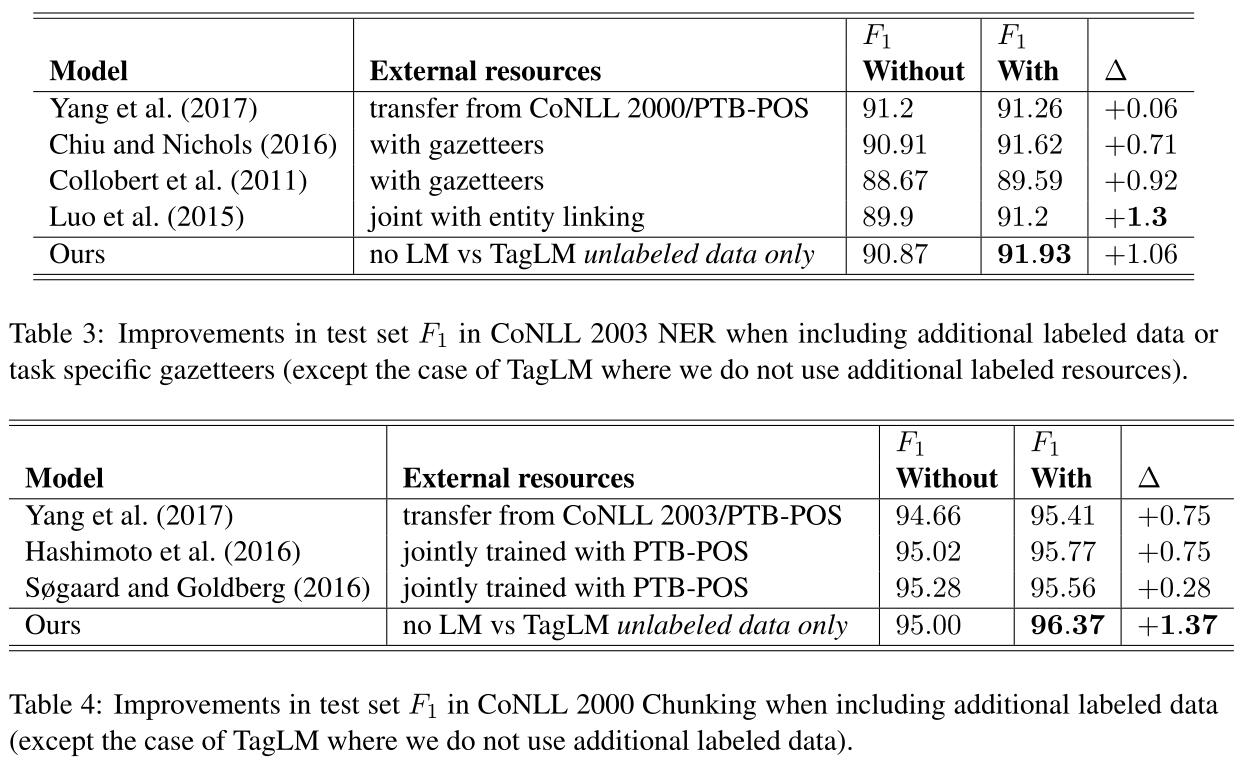 F1 F1
Model External resources Without With Δ
Yang et al. (2017) transfer from CoNLL 2000/PTB-POS 91.2 91.26 +0.06
Chiu and Nichols (2016) with gazetteers 90.91 91.62 +0.71
Collobert et al. (2011) with gazetteers 88.67 89.59 +0.92
Luo et al. (2015) joint with entity linking 89.9 91.2 +1.3
Ours no LM vs TagLM unlabeled data only 90.87 91.93 +1.06
Table 3: Improvements in test set F1 in CoNLL 2003 NER when including additional labeled data or
task specific gazetteers (except the case of TagLM where we do not use additional labeled resources).
F1 F1
Model External resources Without With Δ
Yang et al. (2017) transfer from CoNLL 2003/PTB-POS 94.66 95.41 +0.75
Hashimoto et al. (2016) jointly trained with PTB-POS 95.02 95.77 +0.75
Søgaard and Goldberg (2016) jointly trained with PTB-POS 95.28 95.56 +0.28
Ours no LM vs TagLM unlabeled data only 95.00 96.37 +1.37
Table 4: Improvements in test set F1 in CoNLL 2000 Chunking when including additional labeled data
(except the case of TagLM where we do not use additional labeled data).